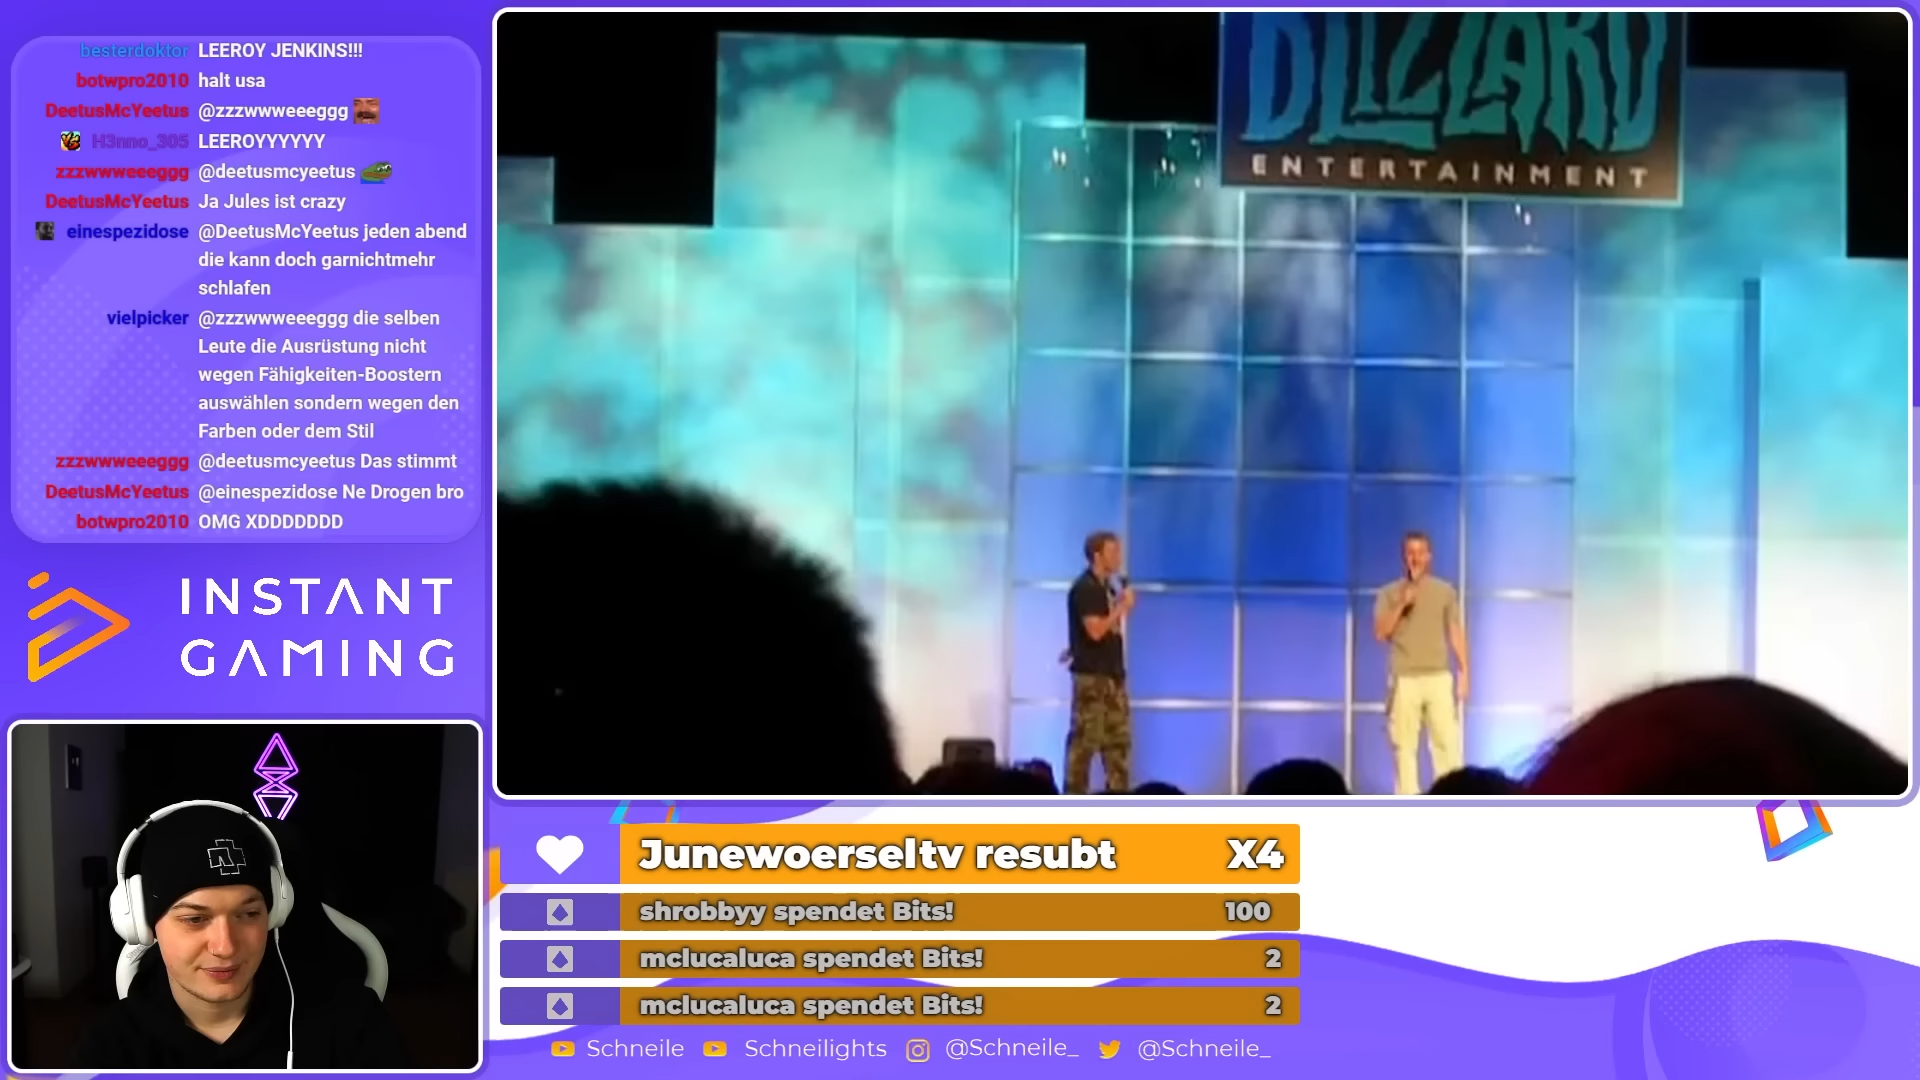 besterdoktor LEEROY JENKINS!!!
botwpro2010 halt usa
DeetusMcYeetus @zzzwwweeeggg
H3nno_305 LEEROYYYYYY
zzzwwweeeggg @deetusmcyeetus
DeetusMcYeetus Ja Jules ist crazy
einespezidose @DeetusMcYeetus jeden abend
die kann doch garnichtmehr
schlafen
vielpicker @zzzwwweeeggg die selben
Leute die Ausrüstung nicht
wegen Fähigkeiten-Boostern
auswählen sondern wegen den
Farben oder dem Stil
zzzwwweeeggg @deetusmcyeetus Das stimmt
DeetusMcYeetus @einespezidose Ne Drogen bro
botwpro2010 OMG XDDDDDDD
INSTANT
GAMING
BLIZZARD
ENTERTAINMENT
Junewoerseltv resubt X4
shrobbyy spendet Bits! 100
mclucaluca spendet Bits! 2
mclucaluca spendet Bits! 2
Schneile Schneilights @Schneile_ @Schneile_